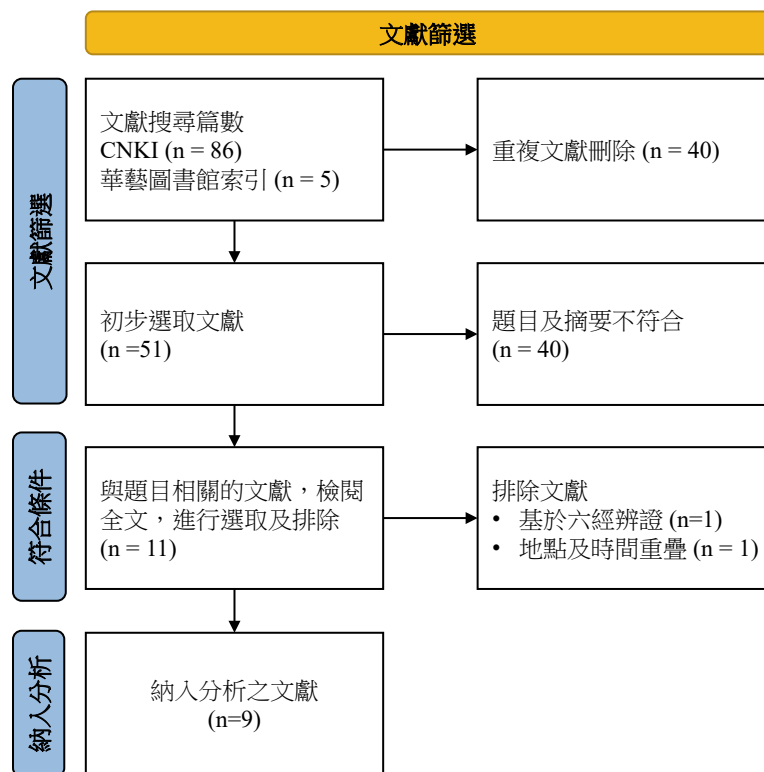 文獻篩選
文獻篩選
文獻搜尋篇數
CNKI (n = 86)
華藝圖書館索引 (n = 5)
重複文獻刪除 (n = 40)
初步選取文獻
(n =51)
題目及摘要不符合
(n = 40)
符合條件
與題目相關的文獻，檢閱
全文，進行選取及排除
(n = 11)
排除文獻
• 基於六經辨證 (n=1)
• 地點及時間重疊 (n = 1)
納入分析
納入分析之文獻
(n=9)